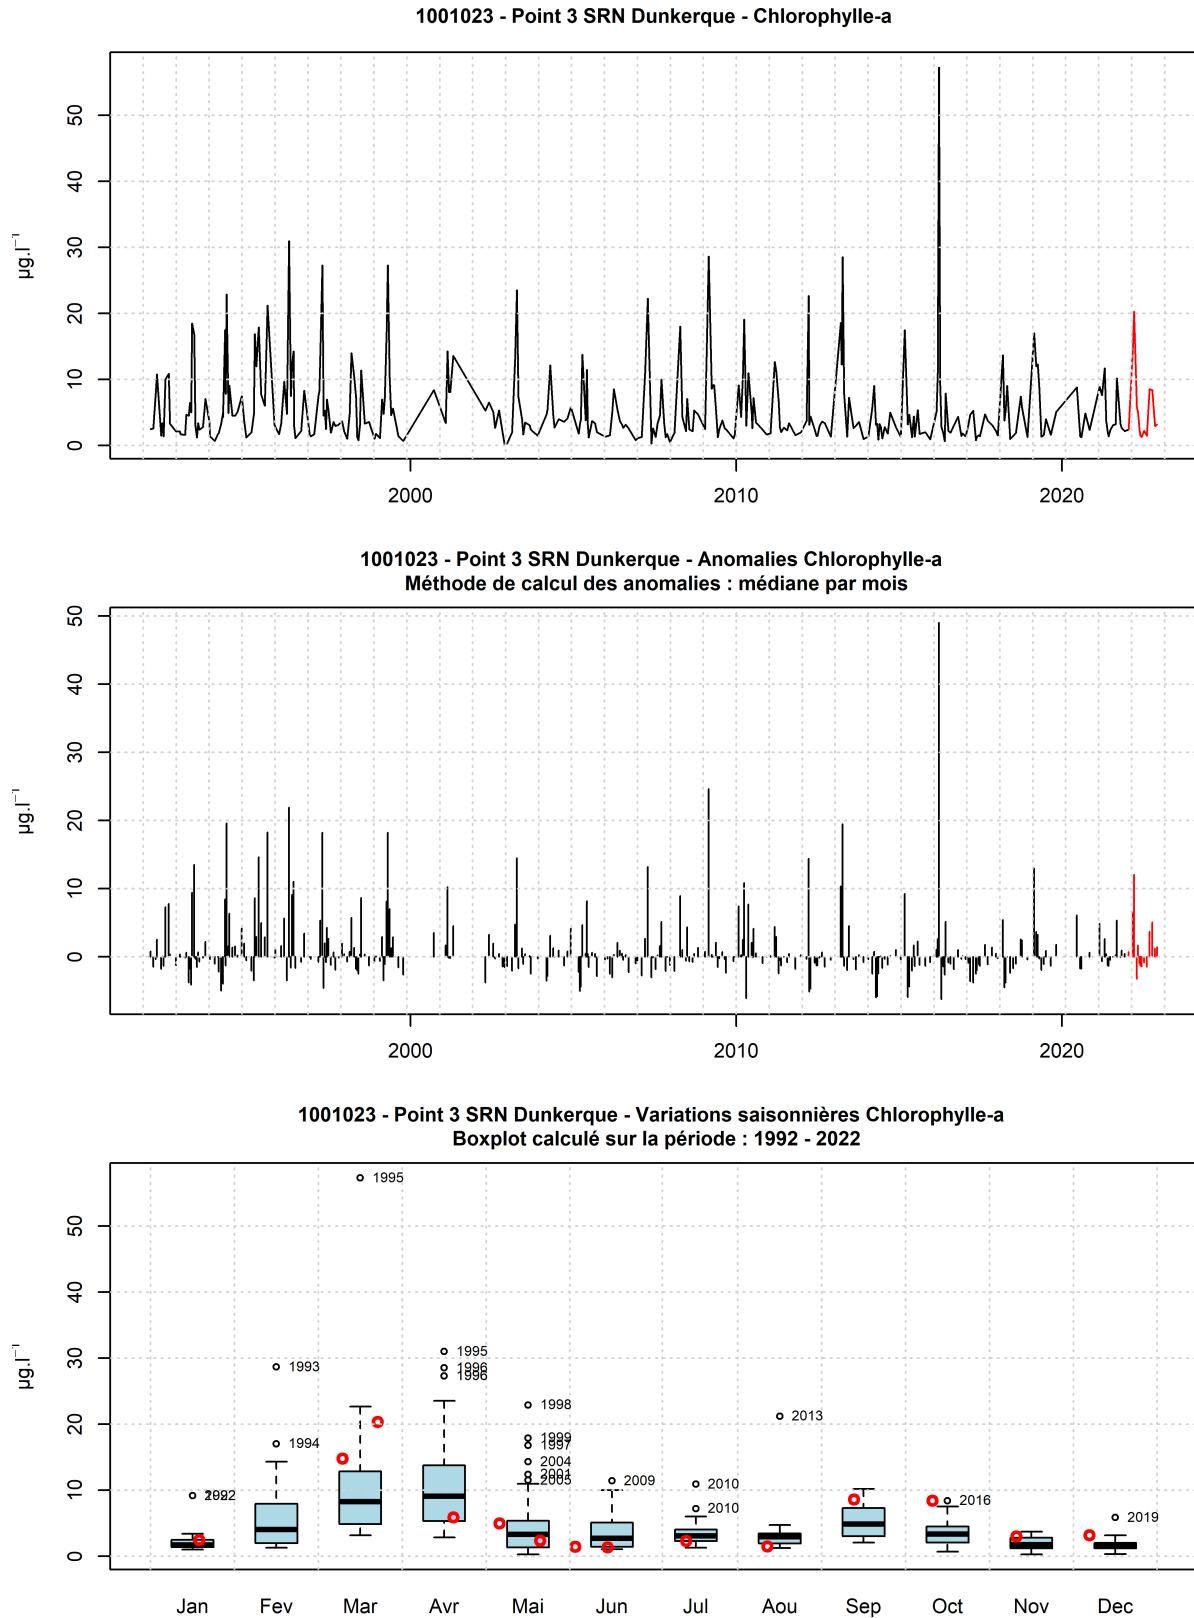 1001023 - Point 3 SRN Dunkerque - Chlorophylle-a
µg.l⁻¹
50
40
30
20
10
0
2000
2010
2020
1001023 - Point 3 SRN Dunkerque - Anomalies Chlorophylle-a
Méthode de calcul des anomalies : médiane par mois
µg.l⁻¹
50
40
30
20
10
0
2000
2010
2020
1001023 - Point 3 SRN Dunkerque - Variations saisonnières Chlorophylle-a
Boxplot calculé sur la période : 1992 - 2022
µg.l⁻¹
50
40
30
20
10
0
1993
1994
1995
1995
1996
1996
1998
1999
1997
2004
2001
2005
2009
2010
2010
2013
2016
2019
Jan
Fev
Mar
Avr
Mai
Jun
Jul
Aou
Sep
Oct
Nov
Dec